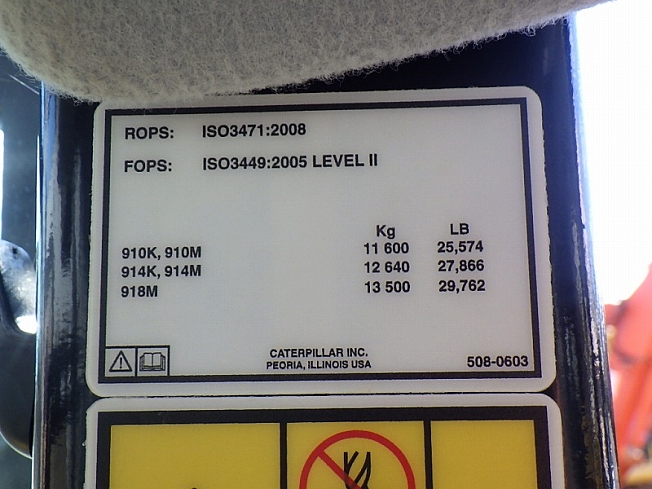 ROPS: ISO3471:2008
FOPS: ISO3449:2005 LEVEL II
Kg LB
910K, 910M 11 600 25,574
914K, 914M 12 640 27,866
918M 13 500 29,762
CATERPILLAR INC.
PEORIA, ILLINOIS USA
508-0603